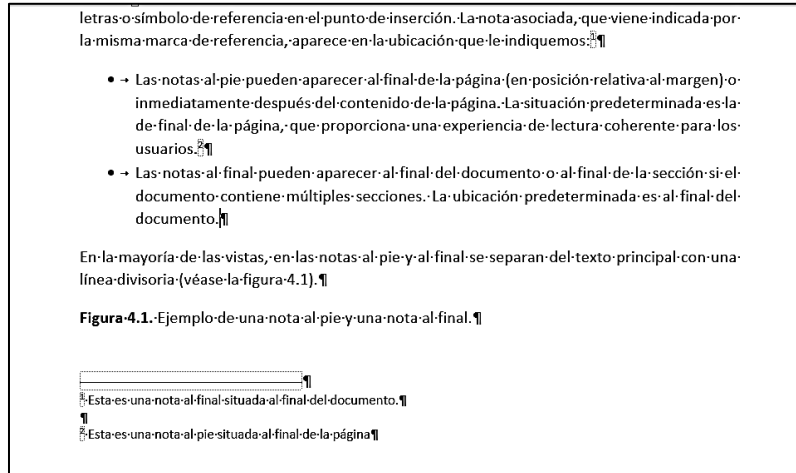 letras o símbolo de referencia en el punto de inserción. La nota asociada, que viene indicada por
la misma marca de referencia, aparece en la ubicación que le indiquemos:1¶
• → Las notas al pie pueden aparecer al final de la página (en posición relativa al margen) o
inmediatamente después del contenido de la página. La situación predeterminada es la
de final de la página, que proporciona una experiencia de lectura coherente para los
usuarios.2¶
• → Las notas al final pueden aparecer al final del documento o al final de la sección si el
documento contiene múltiples secciones. La ubicación predeterminada es al final del
documento.¶
En la mayoría de las vistas, en las notas al pie y al final se separan del texto principal con una
línea divisoria (véase la figura 4.1).¶
Figura 4.1. Ejemplo de una nota al pie y una nota al final.¶
¶
1 Esta es una nota al final situada al final del documento.¶
¶
2 Esta es una nota al pie situada al final de la página¶